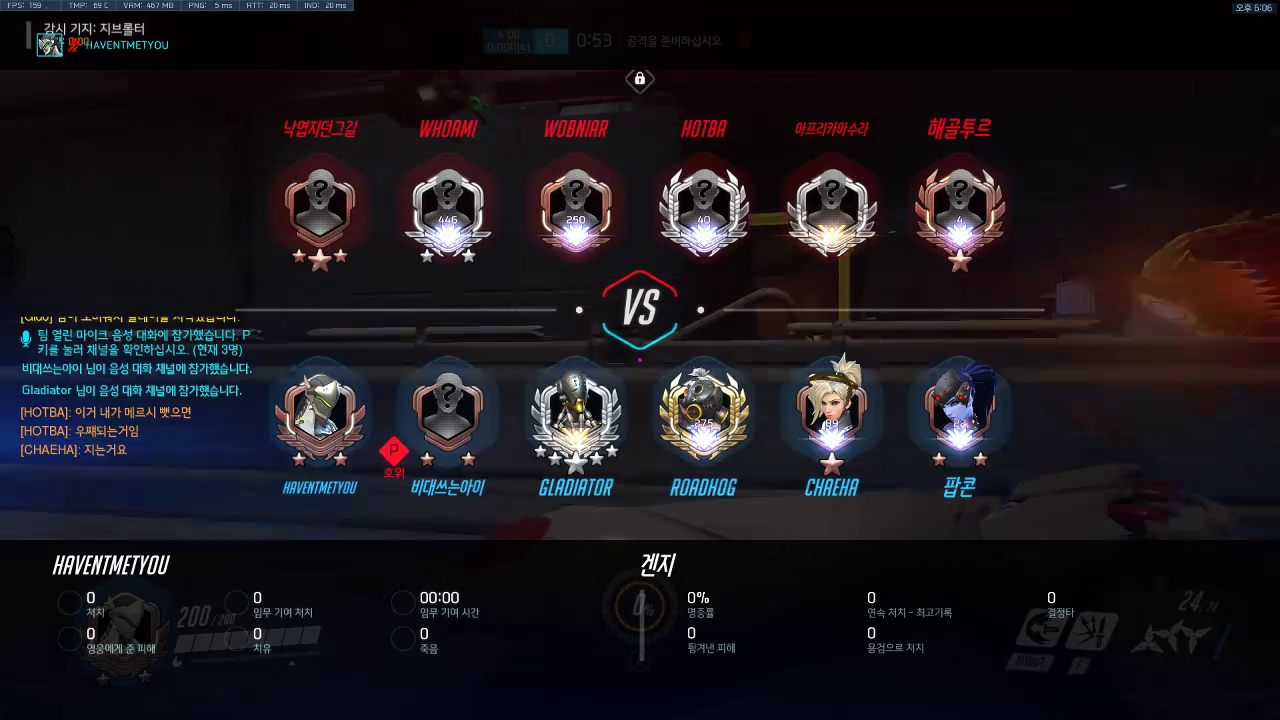 FPS: 159 TMP: 69 C VRM: 467 MB PNG: 5 ms RTT: 20 ms IND: 20 ms
오후 6:06
감시 기지: 지브롤터
HAVENTMETYOU
4:00
0.00미터
0
0:53
공격을 준비하십시오
낙엽지던그길 WHOAMI WOBNIAR HOTBA 아프리카마수라 해골투르
446 250 40 4
VS
팀 열린 마이크 음성 대화에 참가했습니다. P
키를 눌러 채널을 확인하십시오. (현재 3명)
비대쓰는아이 님이 음성 대화 채널에 참가했습니다.
Gladiator 님이 음성 대화 채널에 참가했습니다.
[HOTBA]: 이거 내가 메르시 뺏으면
[HOTBA]: 우쨰되는거임
[CHAEHA]: 지는거요
P
호위
HAVENTMETYOU 비대쓰는아이 GLADIATOR ROADHOG CHAEHA 팝콘
HAVENTMETYOU
겐지
0 0 00:00 0% 0 0
처치 임무 기여 처치 임무 기여 시간 명중률 연속 처치 - 최고기록 결정타
0 0 0 0 0
영웅에게 준 피해 치유 죽음 튕겨낸 피해 용검으로 처치
200 / 200
0%
24/24
E